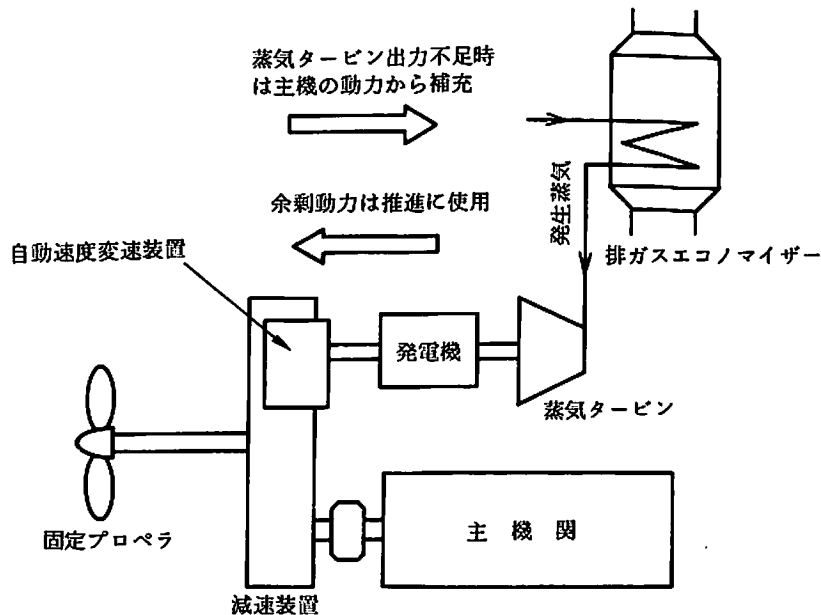 蒸気タービン出力不足時
は主機の動力から補充
余剰動力は推進に使用
発生蒸気
排ガスエコノマイザー
自動速度変速装置
発電機
蒸気タービン
固定プロペラ
主機関
減速装置